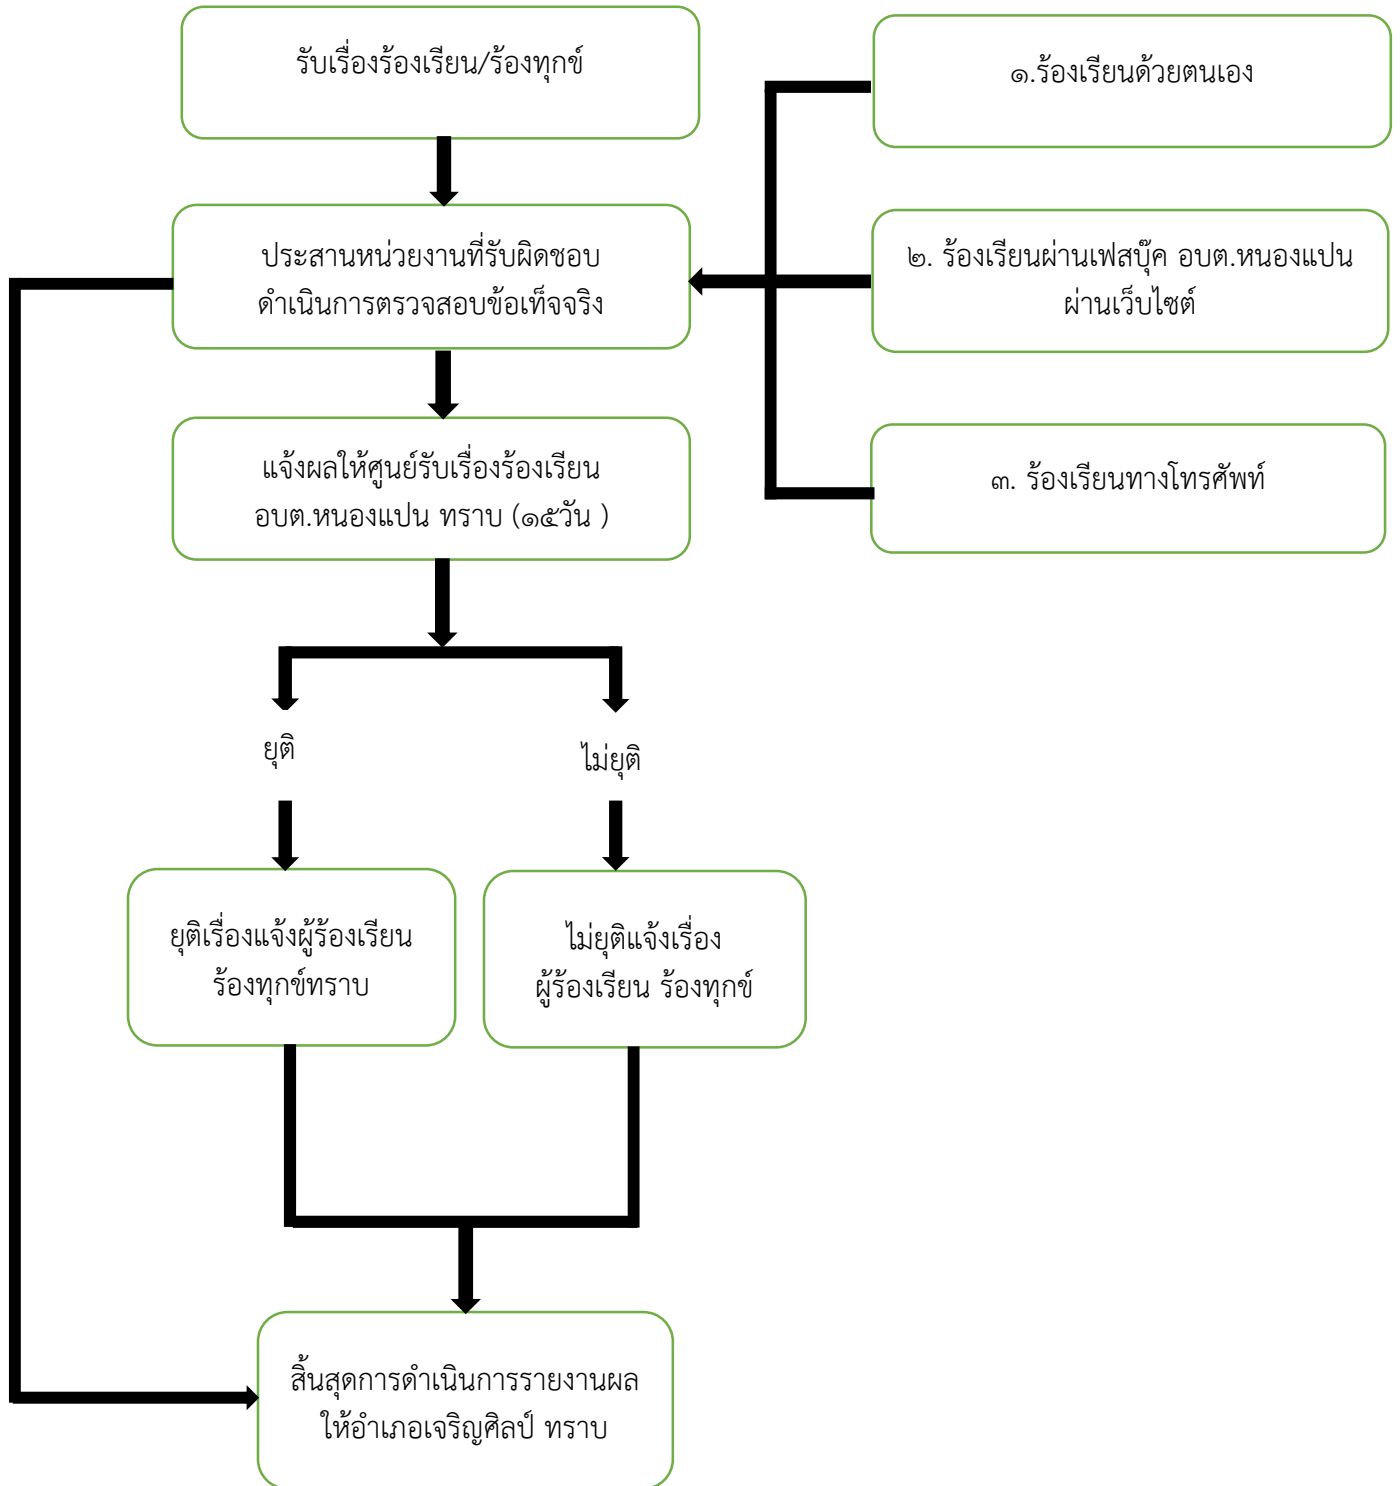 รับเรื่องร้องเรียน/ร้องทุกข์
๑.ร้องเรียนด้วยตนเอง
ประสานหน่วยงานที่รับผิดชอบ
ดำเนินการตรวจสอบข้อเท็จจริง
๒. ร้องเรียนผ่านเฟสบุ๊ค อบต.หนองแปน
ผ่านเว็บไซต์
แจ้งผลให้ศูนย์รับเรื่องร้องเรียน
อบต.หนองแปน ทราบ (๑๕วัน )
๓. ร้องเรียนทางโทรศัพท์
ยุติ
ไม่ยุติ
ยุติเรื่องแจ้งผู้ร้องเรียน
ร้องทุกข์ทราบ
ไม่ยุติแจ้งเรื่อง
ผู้ร้องเรียน ร้องทุกข์
สิ้นสุดการดำเนินการรายงานผล
ให้อำเภอเจริญศิลป์ ทราบ